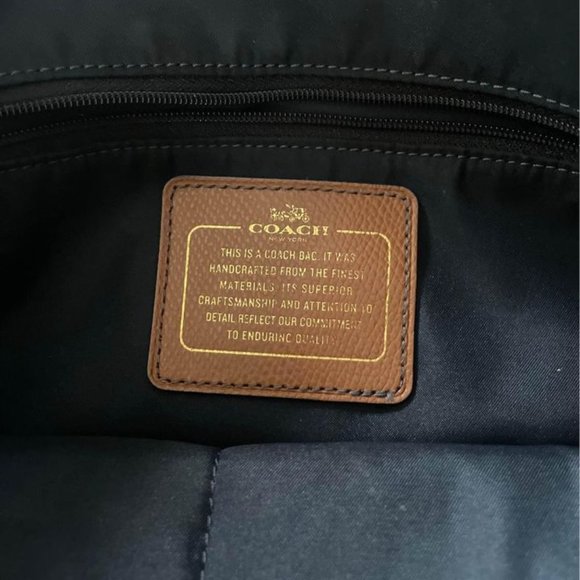 COACH
NEW YORK
THIS IS A COACH BAG. IT WAS
HANDCRAFTED FROM THE FINEST
MATERIALS. ITS SUPERIOR
CRAFTSMANSHIP AND ATTENTION TO
DETAIL REFLECT OUR COMMITMENT
TO ENDURING QUALITY.